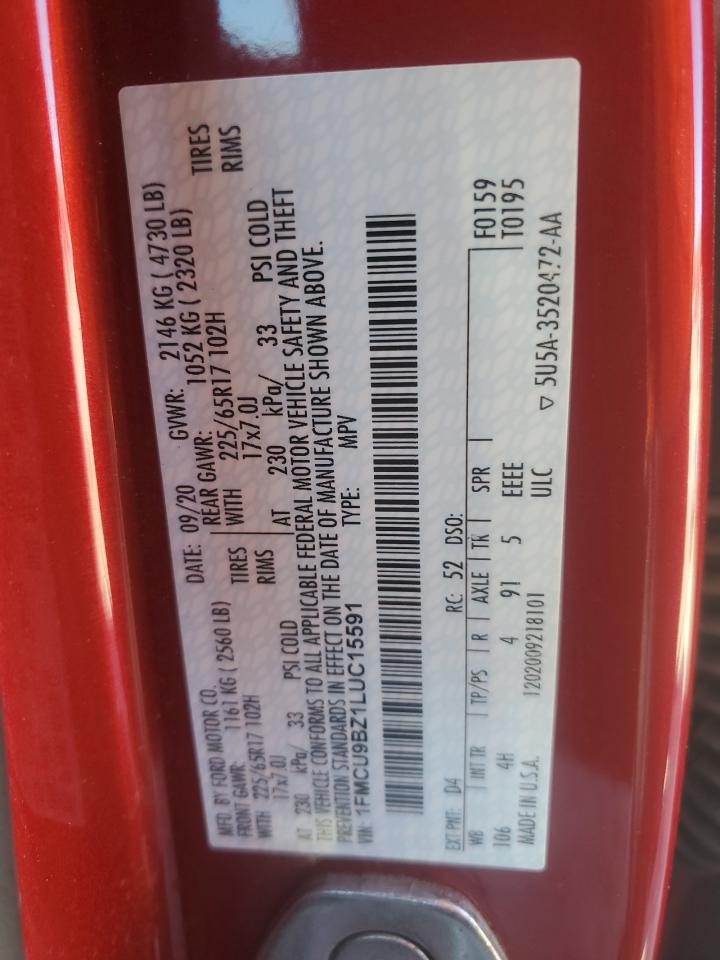 MFD. BY FORD MOTOR CO.
DATE: 09/20 GVWR: 2146 KG ( 4730 LB)
FRONT GAWR: 1161 KG ( 2560 LB) REAR GAWR: 1052 KG ( 2320 LB)
WITH 225/65R17 102H TIRES WITH 225/65R17 102H TIRES
17x7.0J RIMS 17x7.0J RIMS
AT 230 kPa/ 33 PSI COLD AT 230 kPa/ 33 PSI COLD
THIS VEHICLE CONFORMS TO ALL APPLICABLE FEDERAL MOTOR VEHICLE SAFETY AND THEFT
PREVENTION STANDARDS IN EFFECT ON THE DATE OF MANUFACTURE SHOWN ABOVE.
VIN: 1FMCU9BZ1LUC15591 TYPE: MPV
EXT PNT: D4 RC: 52 DSO:
WB INT TR TP/PS R AXLE TR SPR F0159
106 4H 4 91 5 EEEE T0195
MADE IN U.S.A. 1202009218101 ULC ▽ 5U5A-3520472-AA